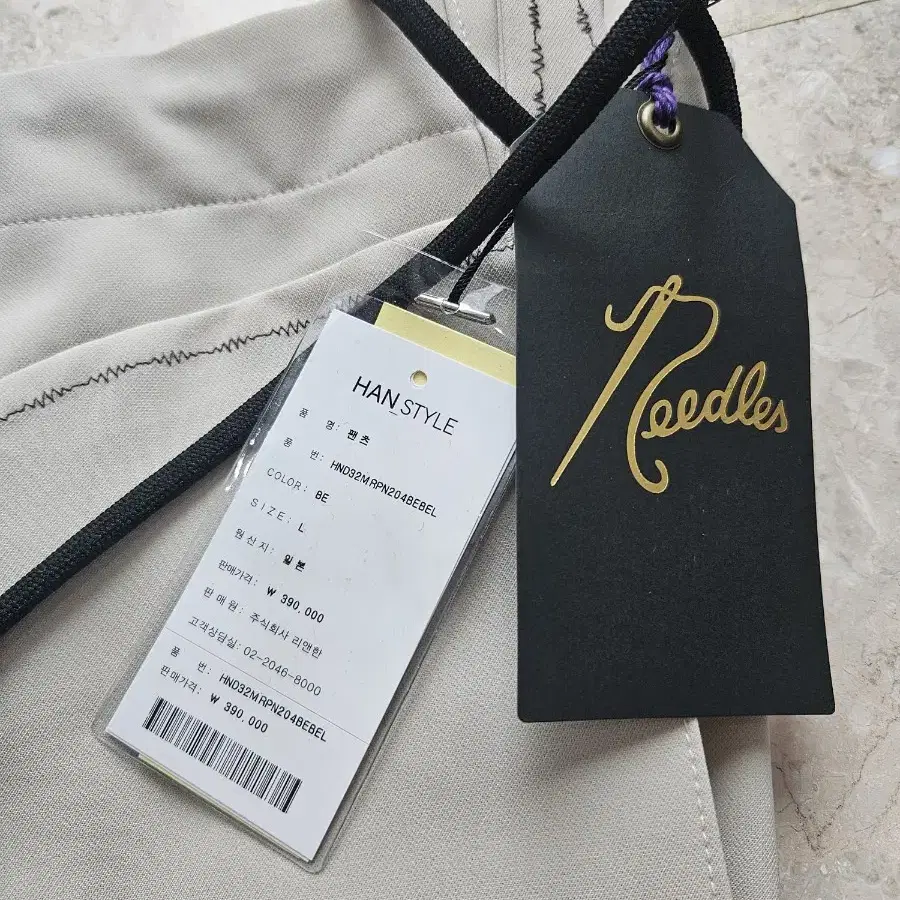 HAN_STYLE
품 명: 팬츠
품 번: HND32MRPN204BEBEL
COLOR: BE
SIZE: L
원산지: 일본
판매가격: ₩ 390,000
판매원: 주식회사 리앤한
고객상담실: 02-2046-8000
품 번: HND32MRPN204BEBEL
판매가격: ₩ 390,000
Needles